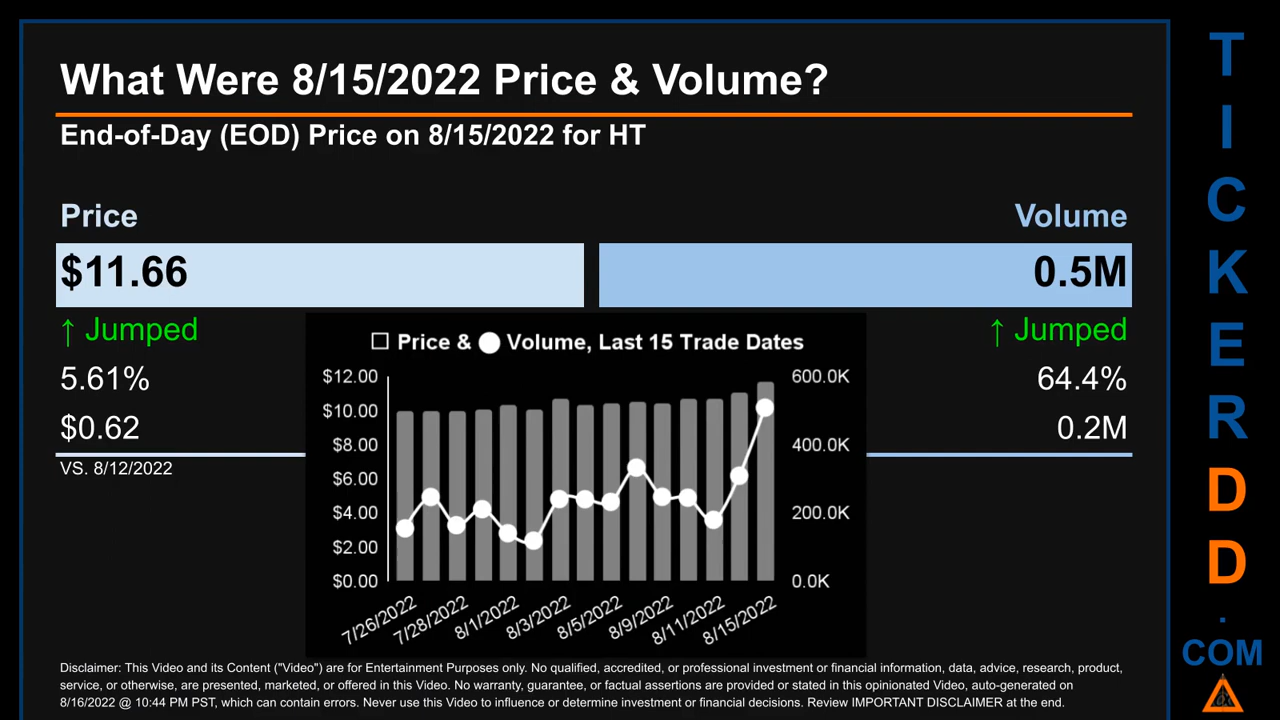 What Were 8/15/2022 Price & Volume?
End-of-Day (EOD) Price on 8/15/2022 for HT
Price
Volume
$11.66
0.5M
↑ Jumped
↑ Jumped
5.61%
64.4%
$0.62
0.2M
VS. 8/12/2022
Price & Volume, Last 15 Trade Dates
$12.00
$10.00
$8.00
$6.00
$4.00
$2.00
$0.00
600.0K
400.0K
200.0K
0.0K
7/26/2022
7/28/2022
8/1/2022
8/3/2022
8/5/2022
8/9/2022
8/11/2022
8/15/2022
Disclaimer: This Video and its Content ("Video") are for Entertainment Purposes only. No qualified, accredited, or professional investment or financial information, data, advice, research, product,
service, or otherwise, are presented, marketed, or offered in this Video. No warranty, guarantee, or factual assertions are provided or stated in this opinionated Video, auto-generated on
8/16/2022 @ 10:44 PM PST, which can contain errors. Never use this Video to influence or determine investment or financial decisions. Review IMPORTANT DISCLAIMER at the end.
T
I
C
K
E
R
D
D
.
COM